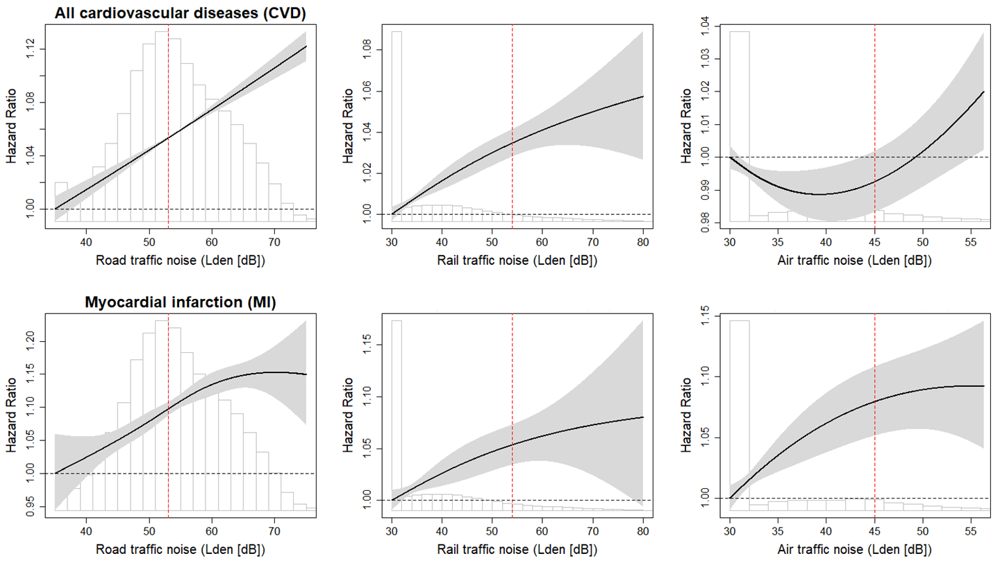 All cardiovascular diseases (CVD)
Hazard Ratio
1.00 1.04 1.08 1.12
40 50 60 70
Road traffic noise (Lden [dB])
Hazard Ratio
1.00 1.02 1.04 1.06 1.08
30 40 50 60 70 80
Rail traffic noise (Lden [dB])
Hazard Ratio
0.98 0.99 1.00 1.01 1.02 1.03 1.04
30 35 40 45 50 55
Air traffic noise (Lden [dB])
Myocardial infarction (MI)
Hazard Ratio
0.95 1.00 1.05 1.10 1.15 1.20
40 50 60 70
Road traffic noise (Lden [dB])
Hazard Ratio
1.00 1.05 1.10 1.15
30 40 50 60 70 80
Rail traffic noise (Lden [dB])
Hazard Ratio
1.00 1.05 1.10 1.15
30 35 40 45 50 55
Air traffic noise (Lden [dB])